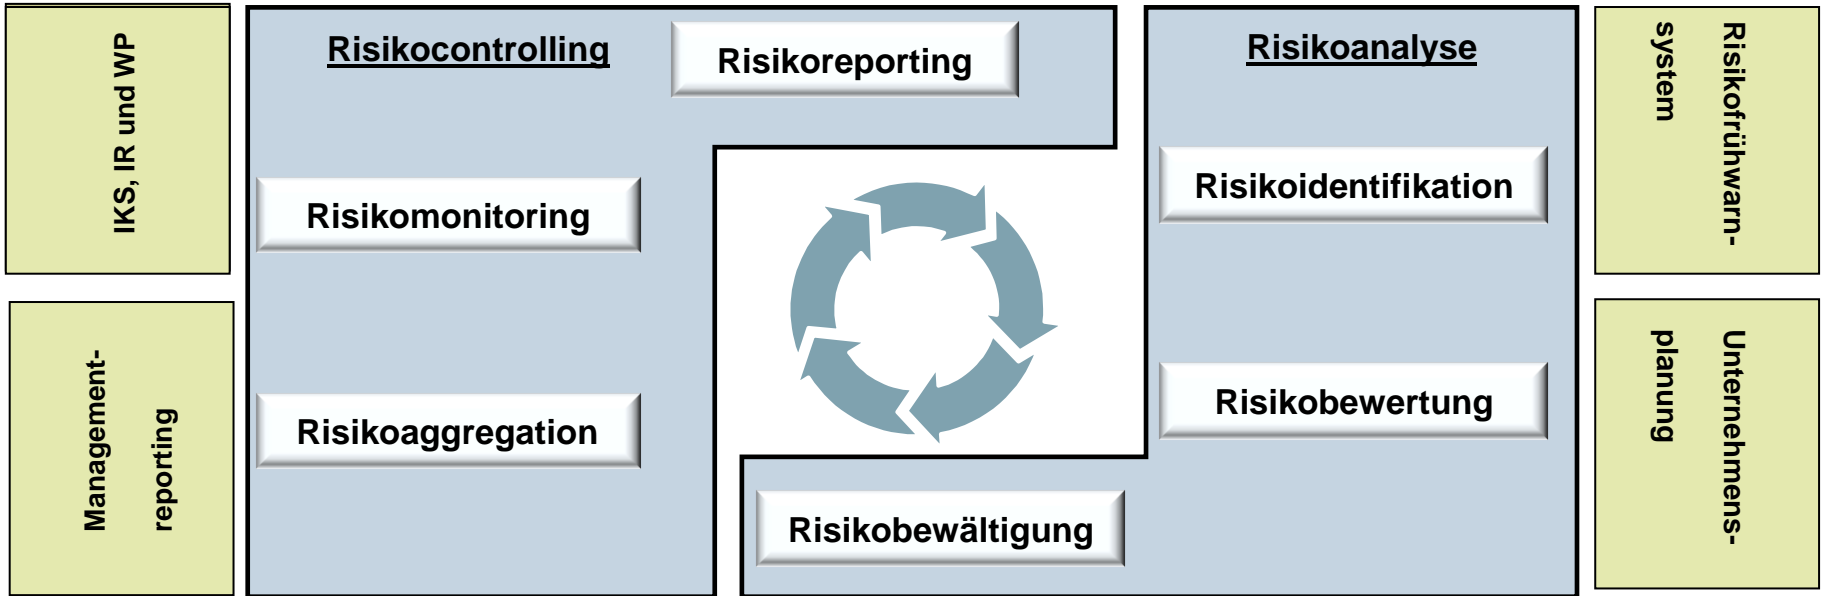 IKS, IR und WP
Management-
reporting
Risikocontrolling
Risikoreporting
Risikomonitoring
Risikoaggregation
Risikoanalyse
Risikoidentifikation
Risikobewertung
Risikobewältigung
Risikofrühwarn-
system
Unternehmens-
planung